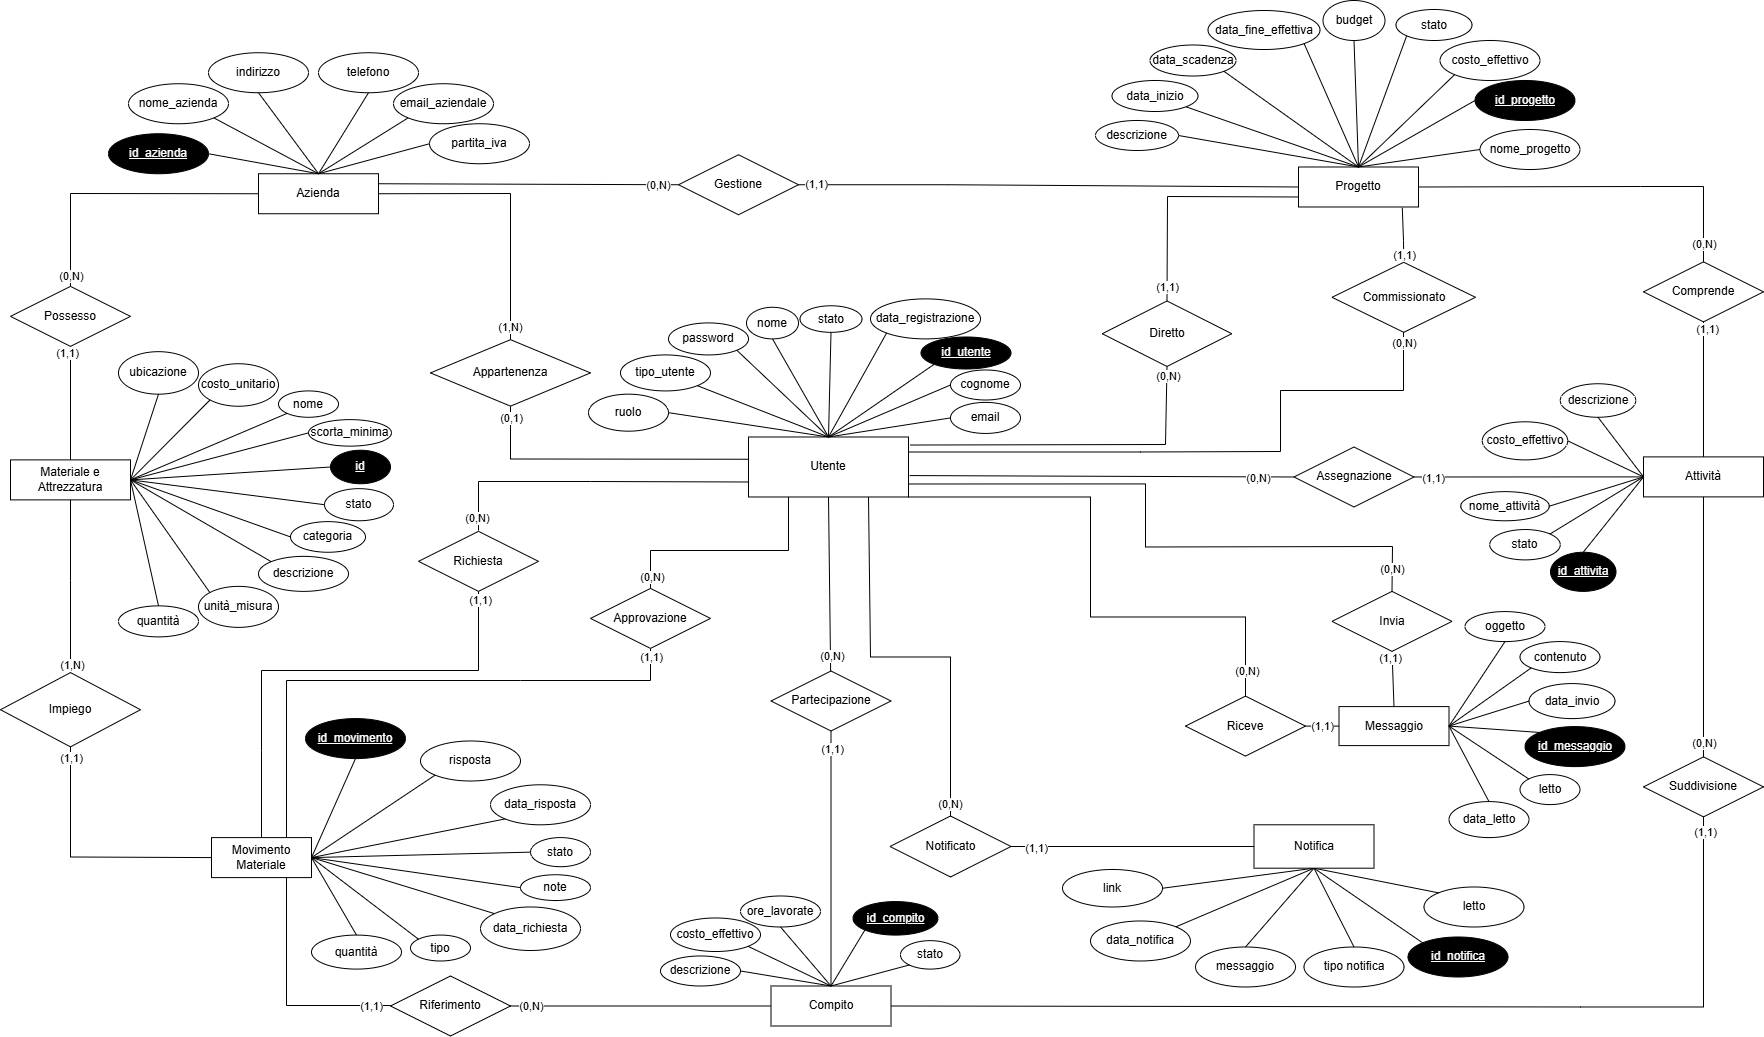 data_fine_effettiva
budget
stato
data_scadenza
costo_effettivo
data_inizio
id_progetto
descrizione
nome_progetto
Progetto
indirizzo
telefono
nome_azienda
email_aziendale
id_azienda
partita_iva
Azienda
(0,N)
Gestione
(1,1)
(0,N)
Possesso
(1,1)
(1,N)
Appartenenza
(0,1)
(1,1)
Diretto
(0,N)
(1,1)
Commissionato
(0,N)
(0,N)
Comprende
(1,1)
password
nome
stato
data_registrazione
id_utente
tipo_utente
cognome
ruolo
email
Utente
ubicazione
costo_unitario
nome
scorta_minima
id
stato
categoria
descrizione
unità_misura
quantità
Materiale e
Attrezzatura
descrizione
costo_effettivo
nome_attività
stato
id_attivita
Attività
(0,N)
Assegnazione
(1,1)
(0,N)
Richiesta
(1,1)
(0,N)
Approvazione
(1,1)
(0,N)
Partecipazione
(1,1)
(0,N)
Invia
(1,1)
(0,N)
Riceve
(1,1)
Messaggio
oggetto
contenuto
data_invio
id_messaggio
letto
data_letto
(1,N)
Impiego
(1,1)
(0,N)
Suddivisione
(1,1)
id_movimento
risposta
data_risposta
stato
note
data_richiesta
tipo
quantità
Movimento
Materiale
(0,N)
Notificato
(1,1)
Notifica
link
data_notifica
messaggio
tipo notifica
id_notifica
letto
ore_lavorate
id_compito
costo_effettivo
stato
descrizione
Compito
(1,1)
Riferimento
(0,N)